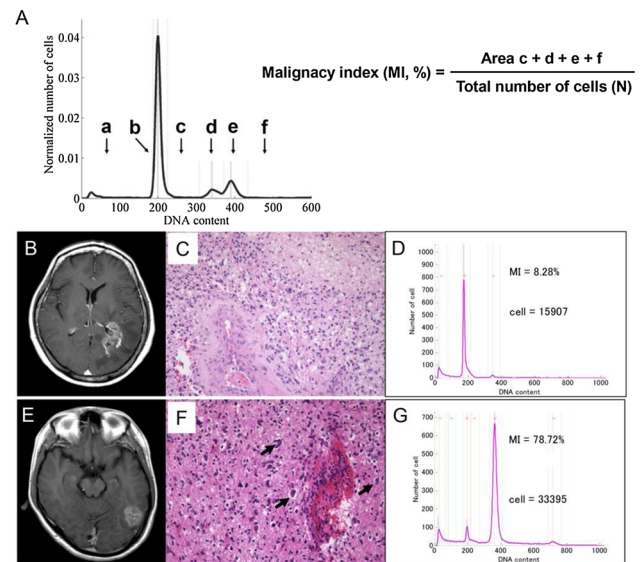 A
Normalized number of cells
0.04
0.03
0.02
0.01
0
a b c d e f
0 100 200 300 400 500 600
DNA content
Malignacy index (MI, %) =
Area c + d + e + f
Total number of cells (N)
B
C
D
Number of cell
1000
900
800
700
600
500
400
300
200
100
0
MI = 8.28%
cell = 15907
0 200 400 600 800 1000
DNA content
E
F
G
Number of cell
700
600
500
400
300
200
100
0
MI = 78.72%
cell = 33395
0 200 400 600 800 1000
DNA content